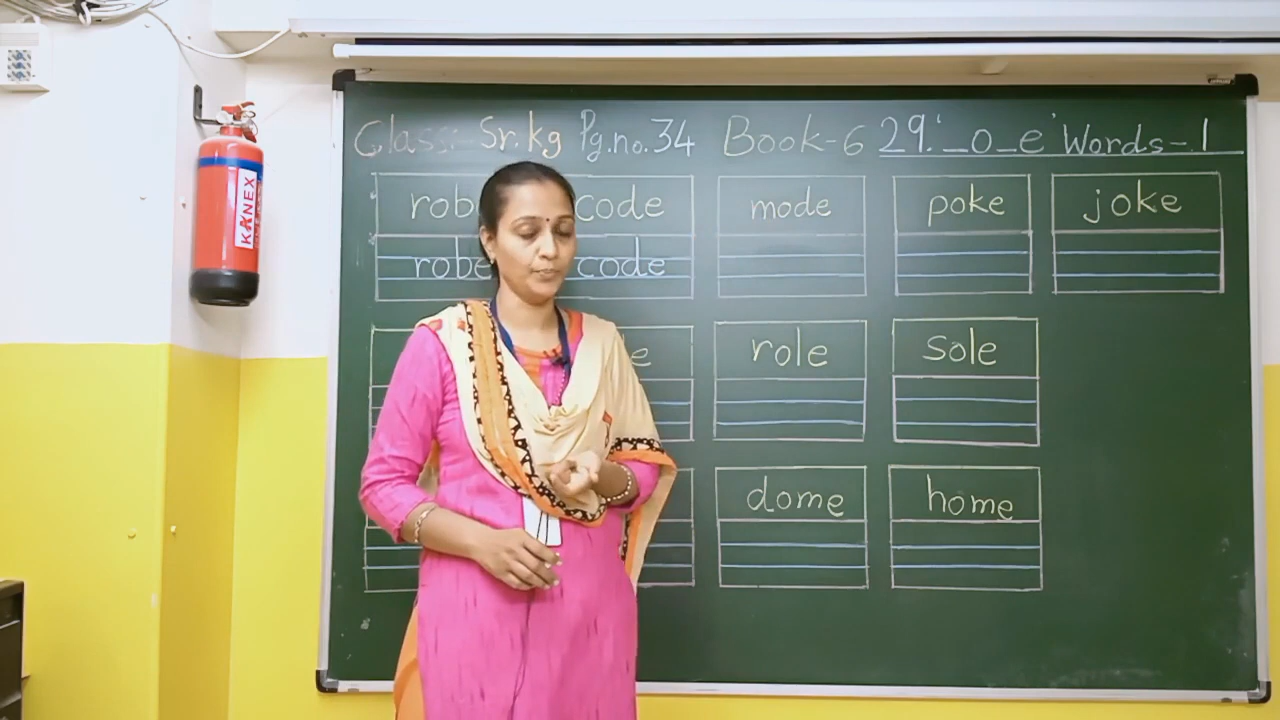 Class:- Sr.kg Pg.no.34 Book-6 29. '_o_e' Words-1
robe code mode poke joke
robe code
role sole
dome home
KANEX